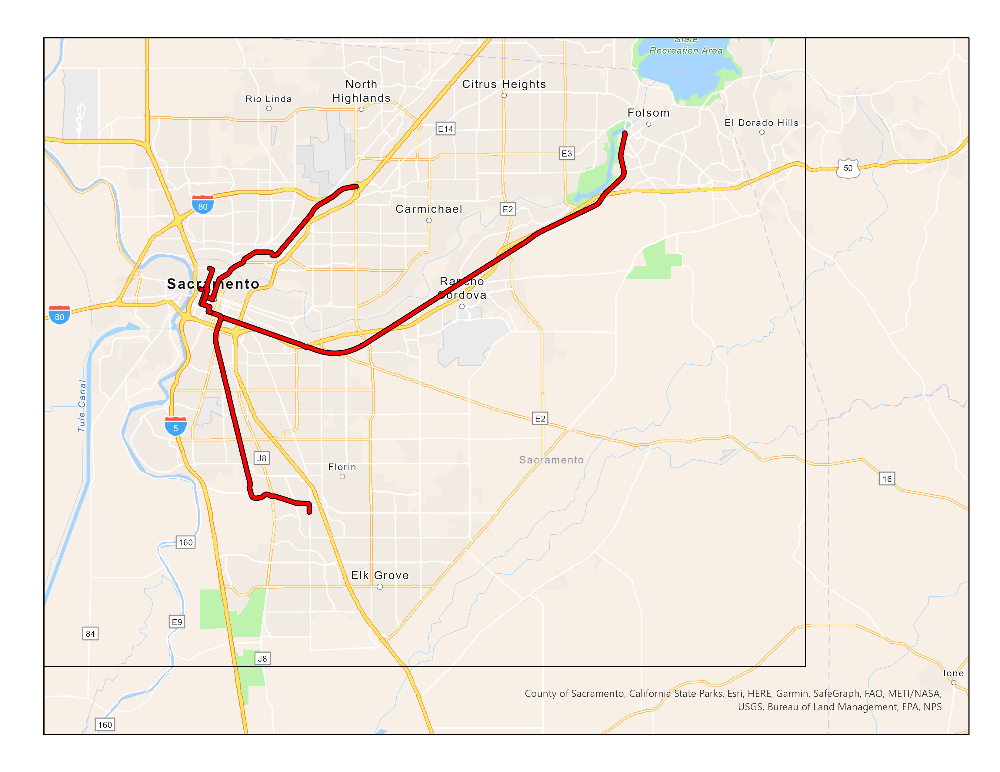 State
Recreation Area
North
Highlands
Citrus Heights
Rio Linda
Folsom
El Dorado Hills
E14
E3
50
80
Carmichael
E2
Sacramento
Rancho
Cordova
80
Tule Canal
5
E2
J8
Sacramento
Florin
16
160
Elk Grove
E9
84
J8
Ione
County of Sacramento, California State Parks, Esri, HERE, Garmin, SafeGraph, FAO, METI/NASA,
USGS, Bureau of Land Management, EPA, NPS
160